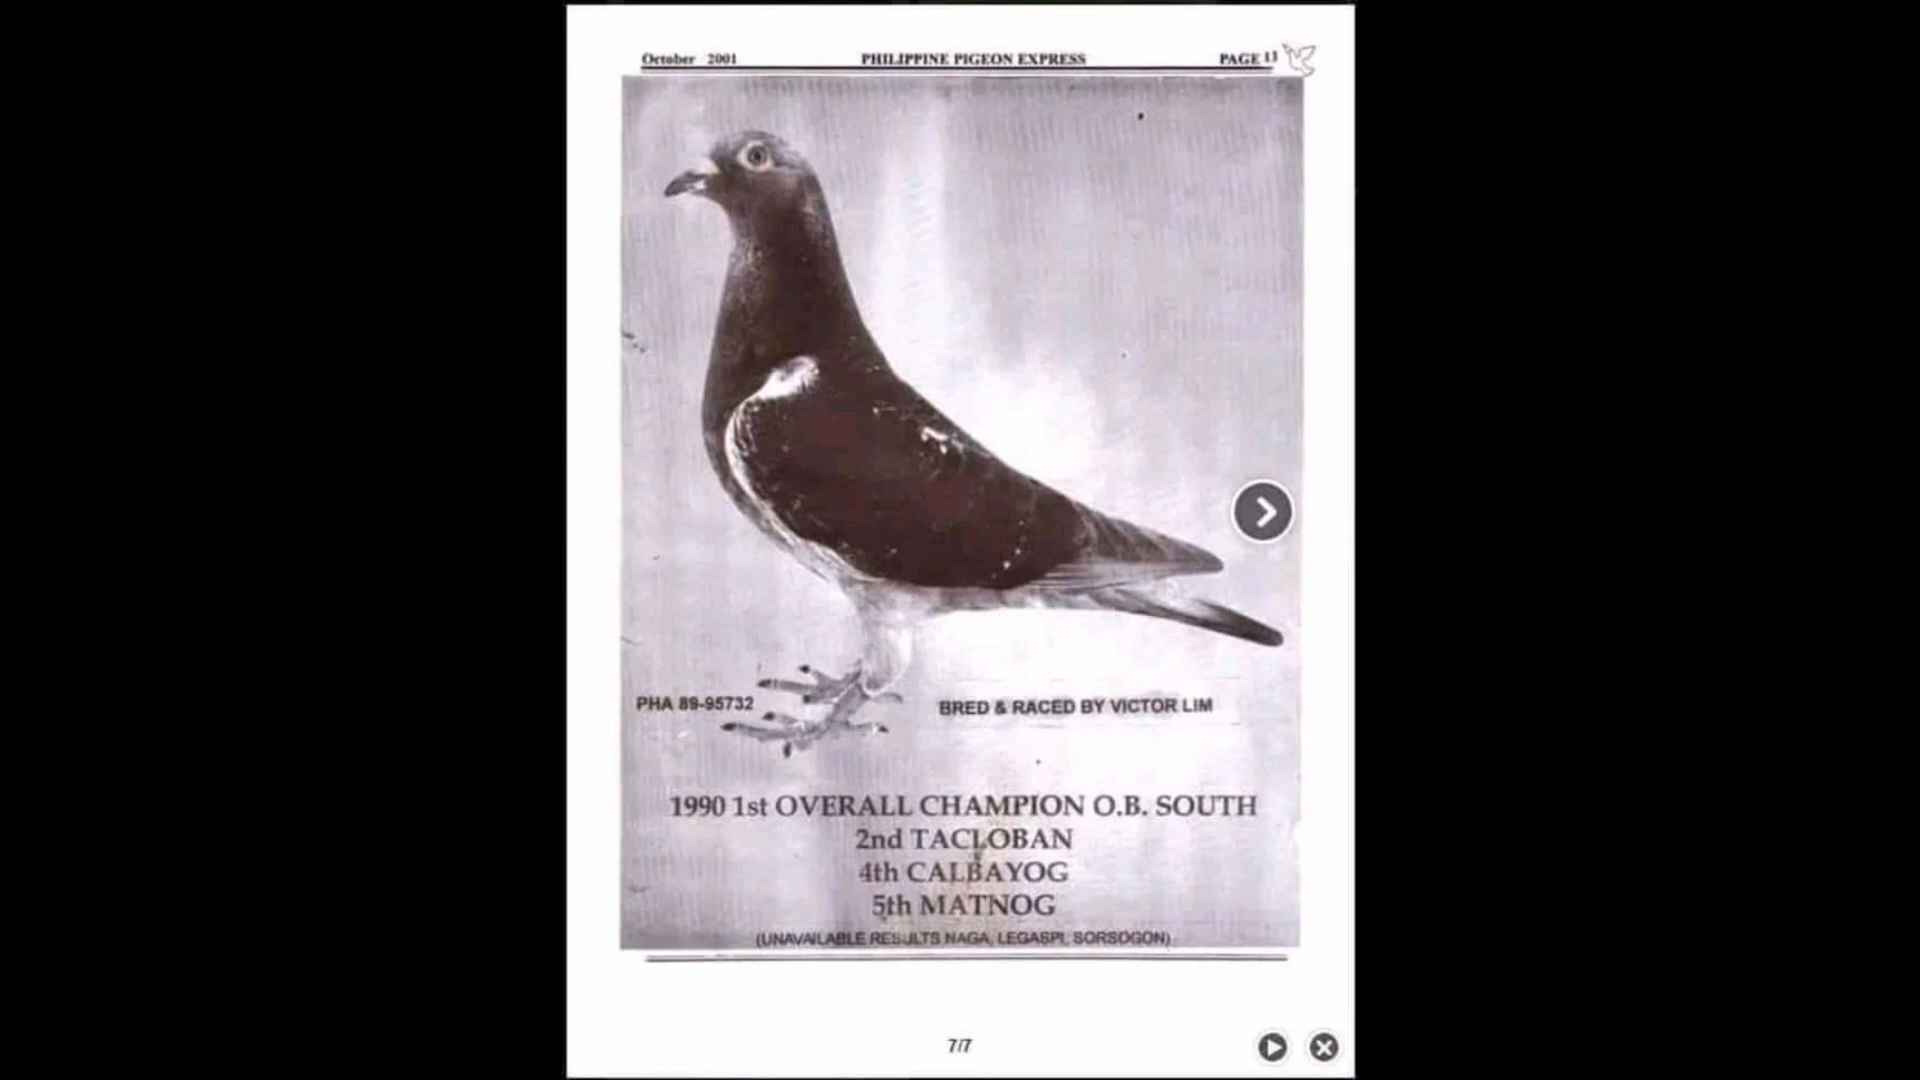 October 2001 PHILIPPINE PIGEON EXPRESS PAGE 13
PHA 89-95732 BRED & RACED BY VICTOR LIM
1990 1st OVERALL CHAMPION O.B. SOUTH
2nd TACLOBAN
4th CALBAYOG
5th MATNOG
(UNAVAILABLE RESULTS NAGA, LEGASPI, SORSOGON)
7/7